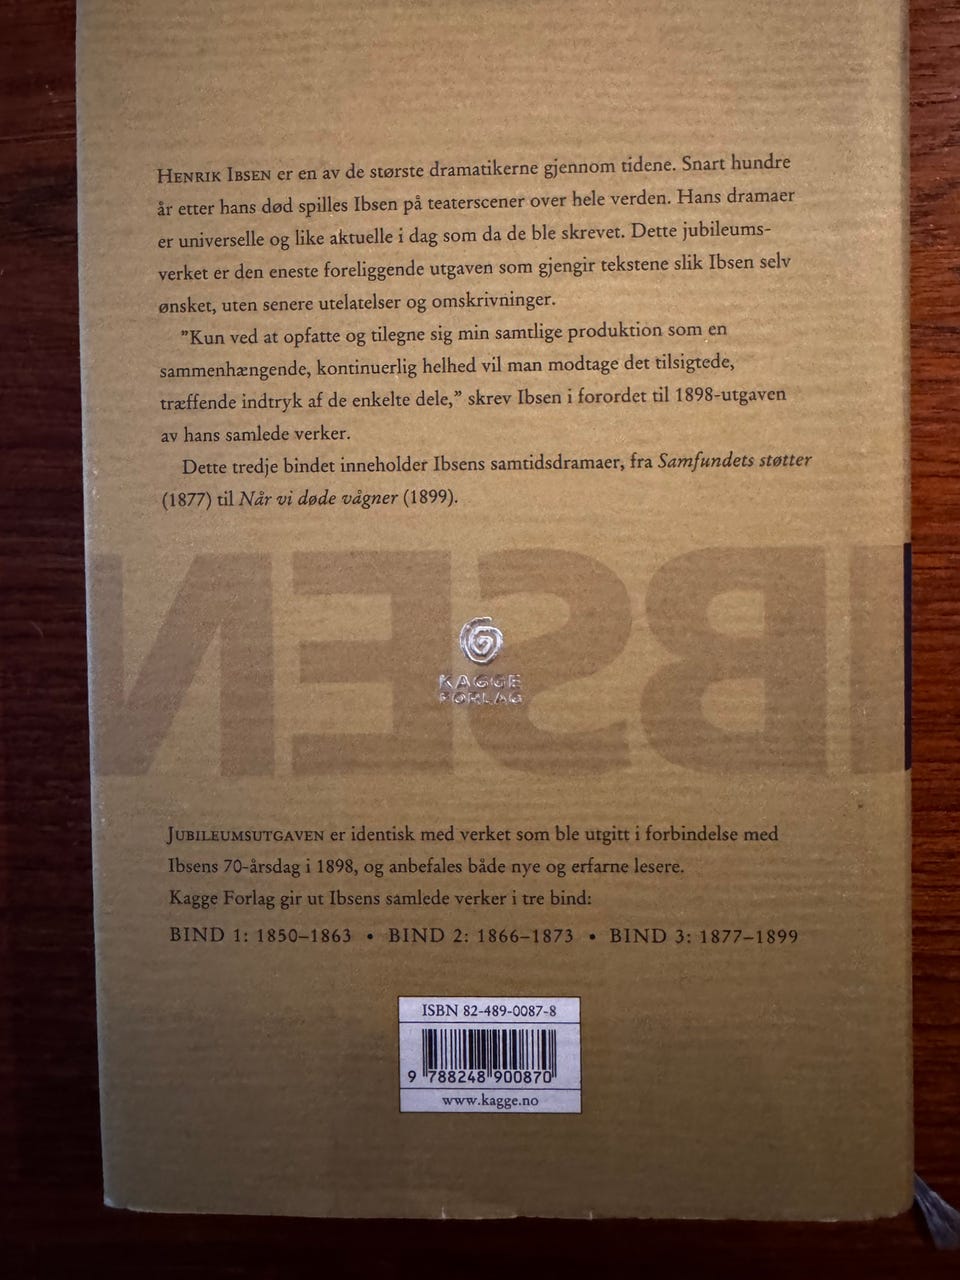 HENRIK IBSEN er en av de største dramatikerne gjennom tidene. Snart hundre
år etter hans død spilles Ibsen på teaterscener over hele verden. Hans dramaer
er universelle og like aktuelle i dag som da de ble skrevet. Dette jubileums-
verket er den eneste foreliggende utgaven som gjengir tekstene slik Ibsen selv
ønsket, uten senere utelatelser og omskrivninger.
”Kun ved at opfatte og tilegne sig min samtlige produktion som en
sammenhængende, kontinuerlig helhed vil man modtage det tilsigtede,
træffende indtryk af de enkelte dele,” skrev Ibsen i forordet til 1898-utgaven
av hans samlede verker.
Dette tredje bindet inneholder Ibsens samtidsdramaer, fra Samfundets støtter
(1877) til Når vi døde vågner (1899).
IBSEN
KAGGE
FORLAG
JUBILEUMSUTGAVEN er identisk med verket som ble utgitt i forbindelse med
Ibsens 70-årsdag i 1898, og anbefales både nye og erfarne lesere.
Kagge Forlag gir ut Ibsens samlede verker i tre bind:
BIND 1: 1850–1863 • BIND 2: 1866–1873 • BIND 3: 1877–1899
ISBN 82-489-0087-8
9 788248 900870
www.kagge.no